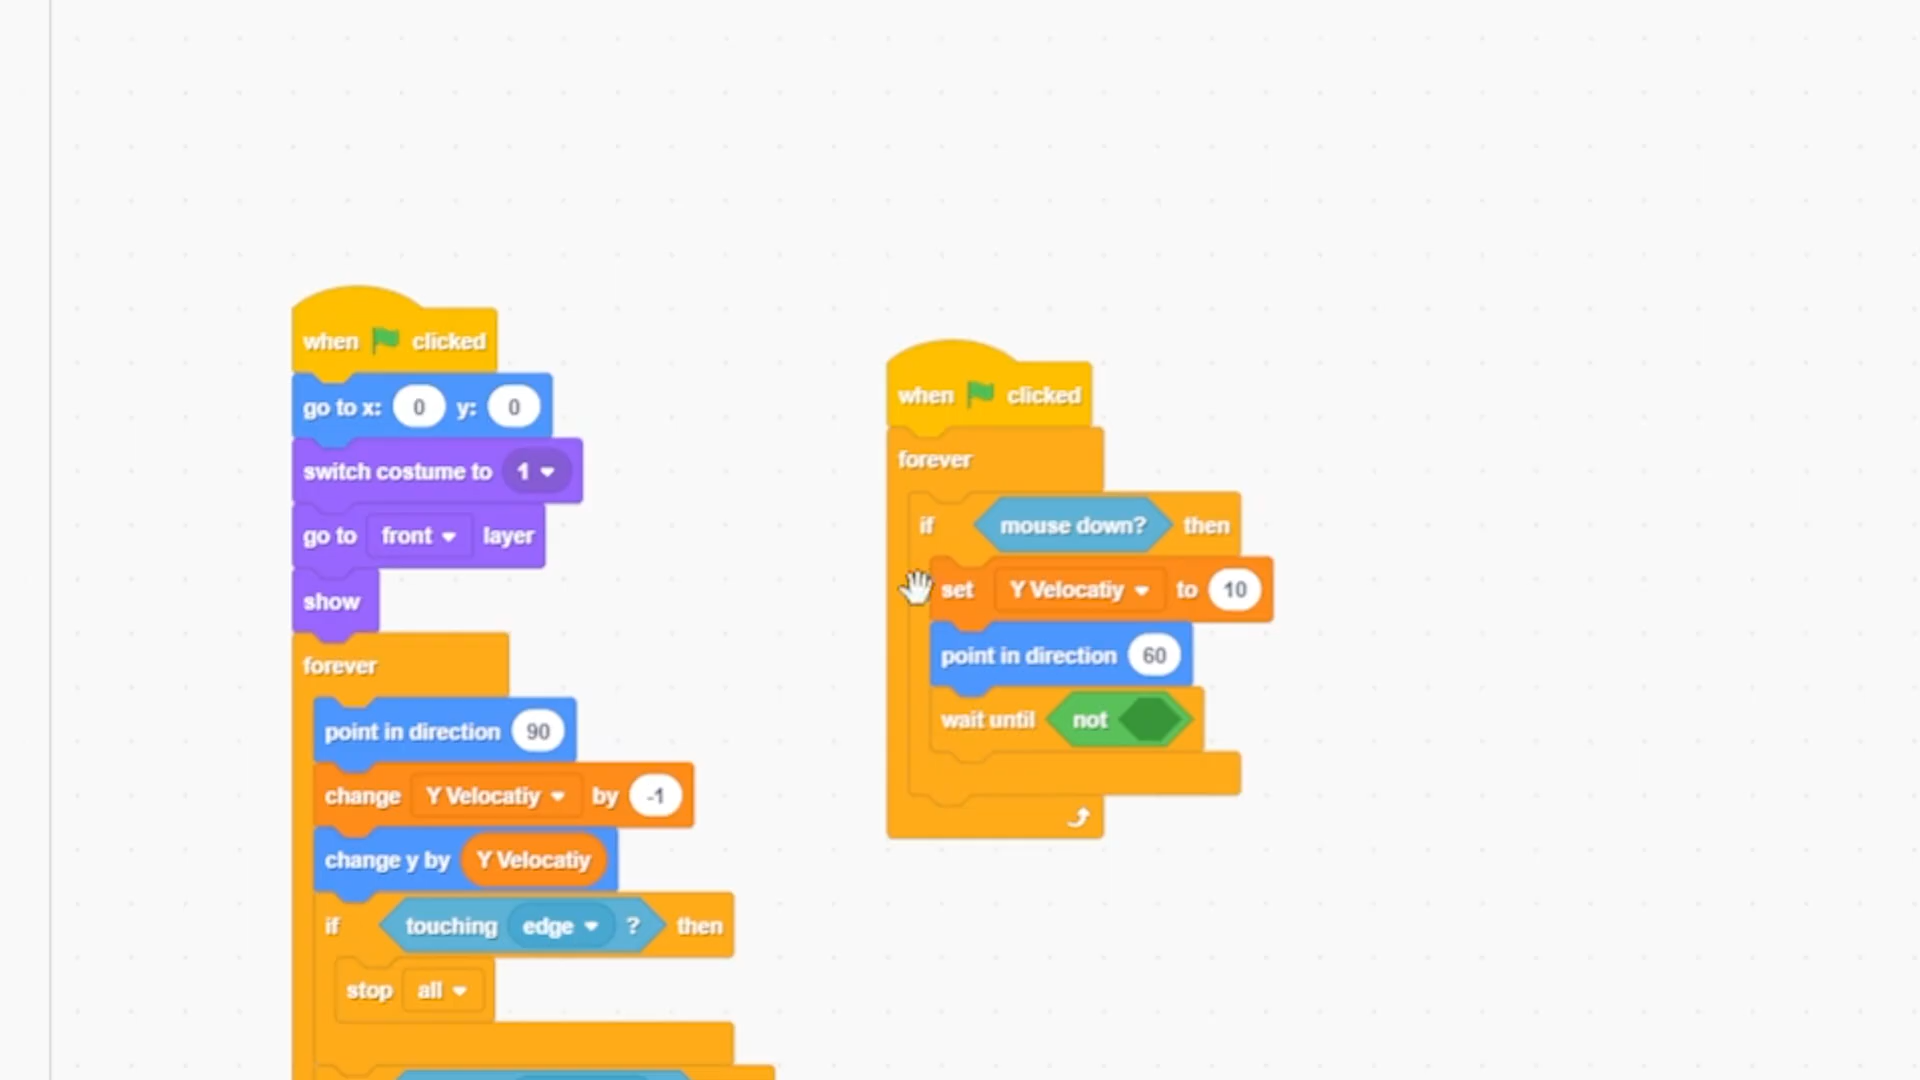 when clicked
go to x: 0 y: 0
switch costume to 1
go to front layer
show
forever
point in direction 90
change Y Velocatiy by -1
change y by Y Velocatiy
if touching edge ? then
stop all
when clicked
forever
if mouse down? then
set Y Velocatiy to 10
point in direction 60
wait until not